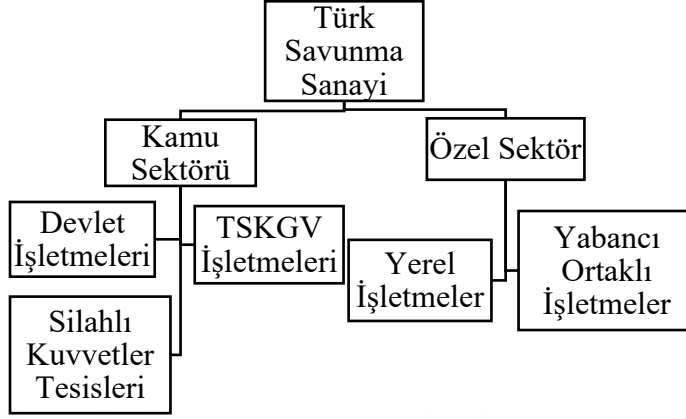 Türk
Savunma
Sanayi
Kamu
Sektörü
Özel Sektör
Devlet
İşletmeleri
TSKGV
İşletmeleri
Yerel
İşletmeler
Yabancı
Ortaklı
İşletmeler
Silahlı
Kuvvetler
Tesisleri